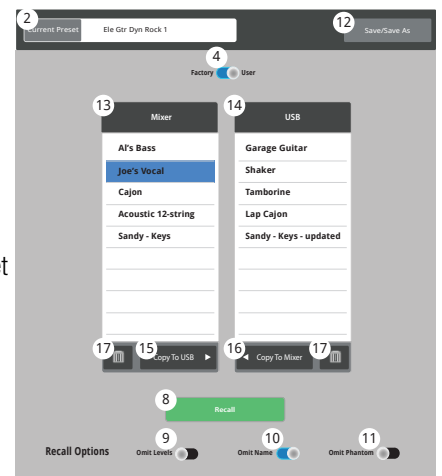 2
Current Preset
Ele Gtr Dyn Rock 1
12
Save/Save As
4
Factory
User
13
Mixer
14
USB
Al's Bass
Garage Guitar
Joe's Vocal
Shaker
Cajon
Tamborine
Acoustic 12-string
Lap Cajon
Sandy - Keys
Sandy - Keys - updated
et
17
15
Copy To USB
16
Copy To Mixer
17
8
Recall
Recall Options
9
Omit Levels
10
Omit Name
11
Omit Phantom